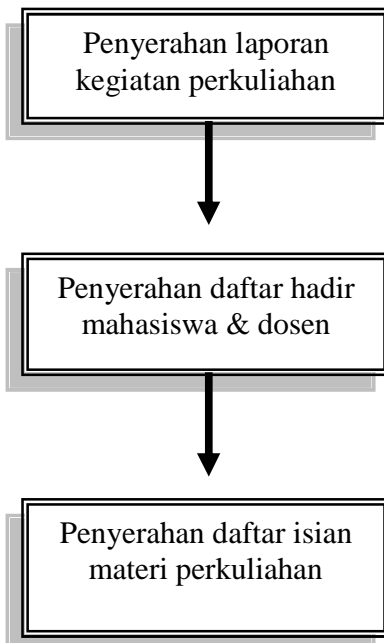 Penyerahan laporan
kegiatan perkuliahan
Penyerahan daftar hadir
mahasiswa & dosen
Penyerahan daftar isian
materi perkuliahan